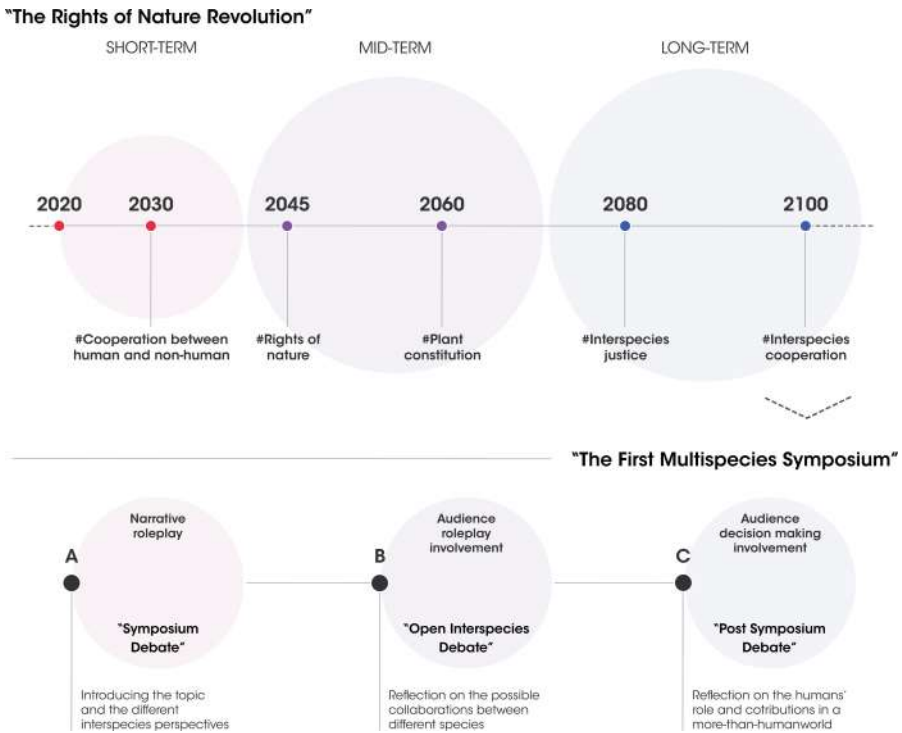 "The Rights of Nature Revolution"
SHORT-TERM
MID-TERM
LONG-TERM
2020
2030
2045
2060
2080
2100
#Cooperation between
human and non-human
#Rights of
nature
#Plant
constitution
#Interspecies
justice
#Interspecies
cooperation
"The First Multispecies Symposium"
Narrative
roleplay
A
"Symposium
Debate"
Introducing the topic
and the different
interspecies perspectives
Audience
roleplay
involvement
B
"Open Interspecies
Debate"
Reflection on the possible
collaborations between
different species
Audience
decision making
involvement
C
"Post Symposium
Debate"
Reflection on the humans'
role and cotributions in a
more-than-humanworld